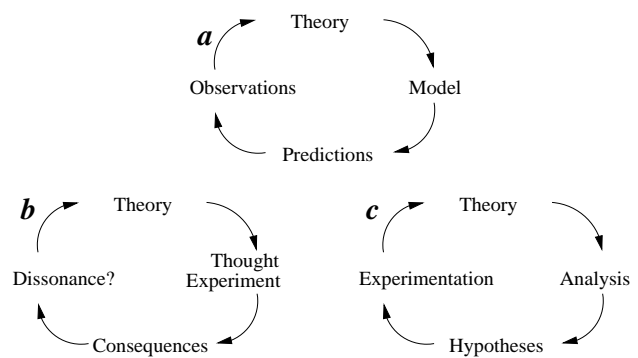 a
Theory
Observations
Model
Predictions
b
Theory
Dissonance?
Thought
Experiment
Consequences
c
Theory
Experimentation
Analysis
Hypotheses